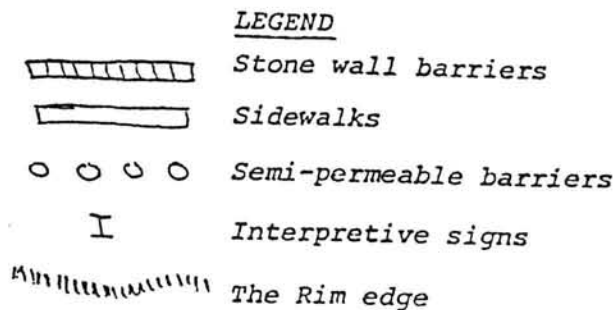 LEGEND
Stone wall barriers
Sidewalks
Semi-permeable barriers
I Interpretive signs
The Rim edge